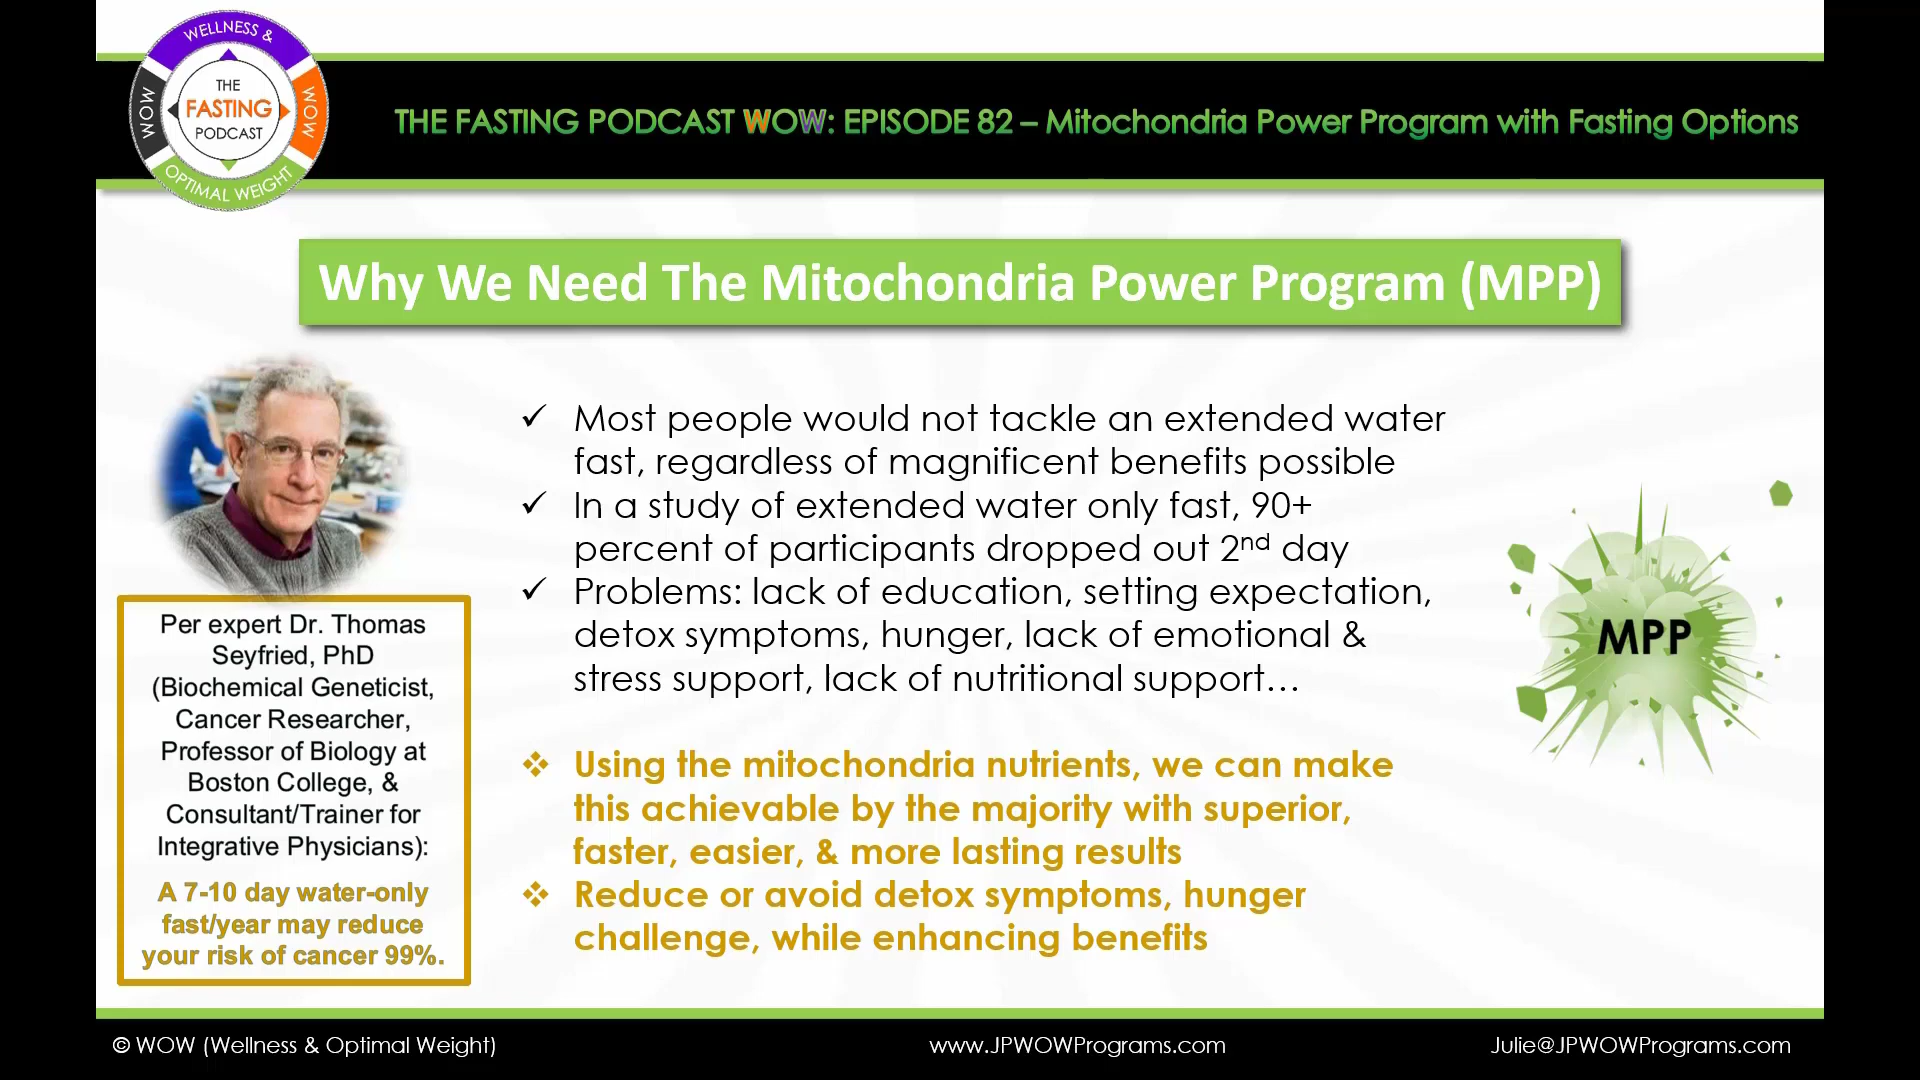 WELLNESS &
WOW
THE
FASTING
PODCAST
WOW
OPTIMAL WEIGHT
THE FASTING PODCAST WOW: EPISODE 82 – Mitochondria Power Program with Fasting Options
Why We Need The Mitochondria Power Program (MPP)
✓ Most people would not tackle an extended water
fast, regardless of magnificent benefits possible
✓ In a study of extended water only fast, 90+
percent of participants dropped out 2nd day
✓ Problems: lack of education, setting expectation,
detox symptoms, hunger, lack of emotional &
stress support, lack of nutritional support…
❖ Using the mitochondria nutrients, we can make
this achievable by the majority with superior,
faster, easier, & more lasting results
❖ Reduce or avoid detox symptoms, hunger
challenge, while enhancing benefits
Per expert Dr. Thomas
Seyfried, PhD
(Biochemical Geneticist,
Cancer Researcher,
Professor of Biology at
Boston College, &
Consultant/Trainer for
Integrative Physicians):
A 7-10 day water-only
fast/year may reduce
your risk of cancer 99%.
MPP
© WOW (Wellness & Optimal Weight)
www.JPWOWPrograms.com
Julie@JPWOWPrograms.com